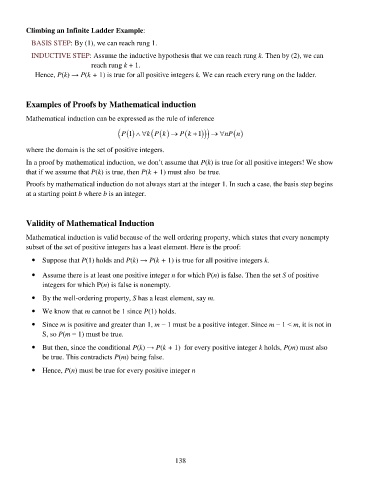 Climbing an Infinite Ladder Example:
BASIS STEP: By (1), we can reach rung 1.
INDUCTIVE STEP: Assume the inductive hypothesis that we can reach rung k. Then by (2), we can
reach rung k + 1.
Hence, P(k) → P(k + 1) is true for all positive integers k. We can reach every rung on the ladder.
Examples of Proofs by Mathematical induction
Mathematical induction can be expressed as the rule of inference
(P(1) ∧ ∀k(P(k) → P(k + 1))) → ∀nP(n)
where the domain is the set of positive integers.
In a proof by mathematical induction, we don't assume that P(k) is true for all positive integers! We show
that if we assume that P(k) is true, then P(k + 1) must also be true.
Proofs by mathematical induction do not always start at the integer 1. In such a case, the basis step begins
at a starting point b where b is an integer.
Validity of Mathematical Induction
Mathematical induction is valid because of the well ordering property, which states that every nonempty
subset of the set of positive integers has a least element. Here is the proof:
• Suppose that P(1) holds and P(k) → P(k + 1) is true for all positive integers k.
• Assume there is at least one positive integer n for which P(n) is false. Then the set S of positive
integers for which P(n) is false is nonempty.
• By the well-ordering property, S has a least element, say m.
• We know that m cannot be 1 since P(1) holds.
• Since m is positive and greater than 1, m − 1 must be a positive integer. Since m − 1 < m, it is not in
S, so P(m − 1) must be true.
• But then, since the conditional P(k) → P(k + 1) for every positive integer k holds, P(m) must also
be true. This contradicts P(m) being false.
• Hence, P(n) must be true for every positive integer n
138